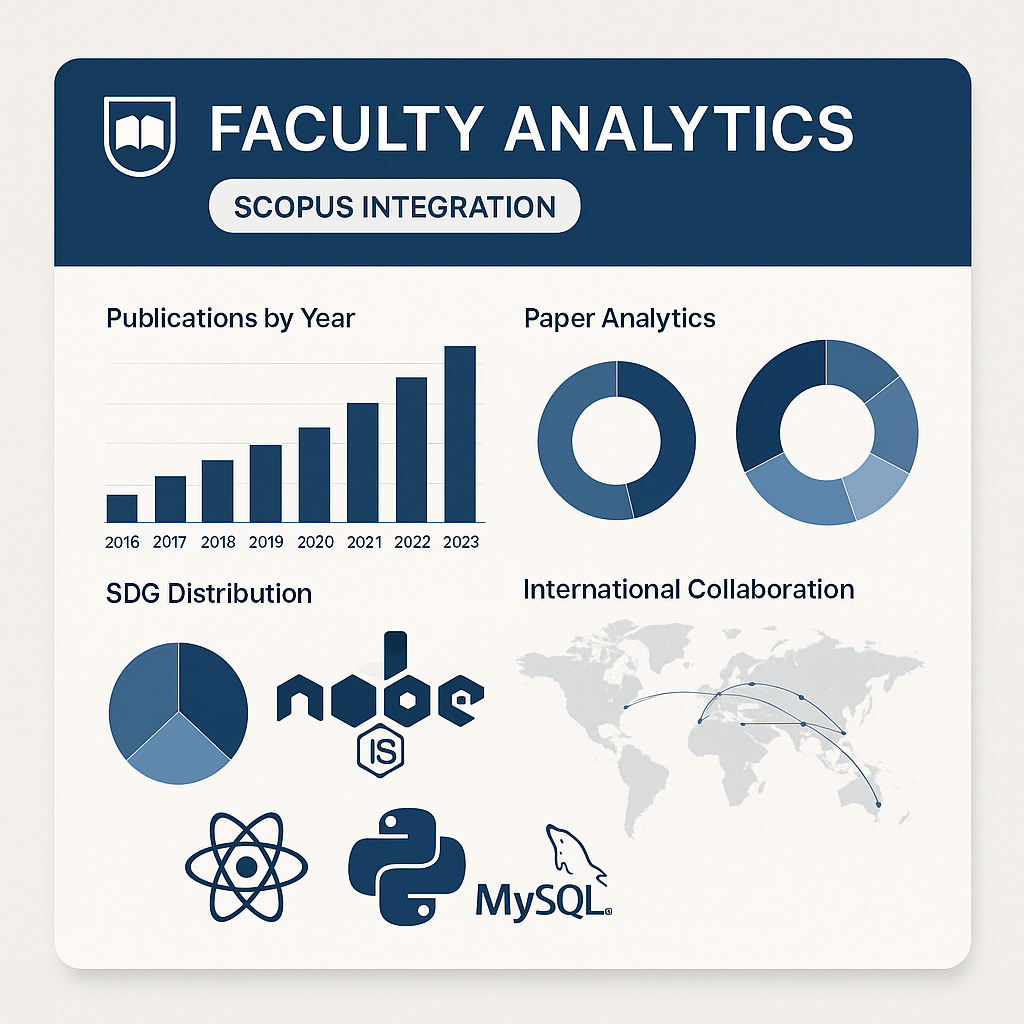 FACULTY ANALYTICS
SCOPUS INTEGRATION
Publications by Year
2016 2017 2018 2019 2020 2021 2022 2023
Paper Analytics
SDG Distribution
International Collaboration
nobe
JS
MySQL